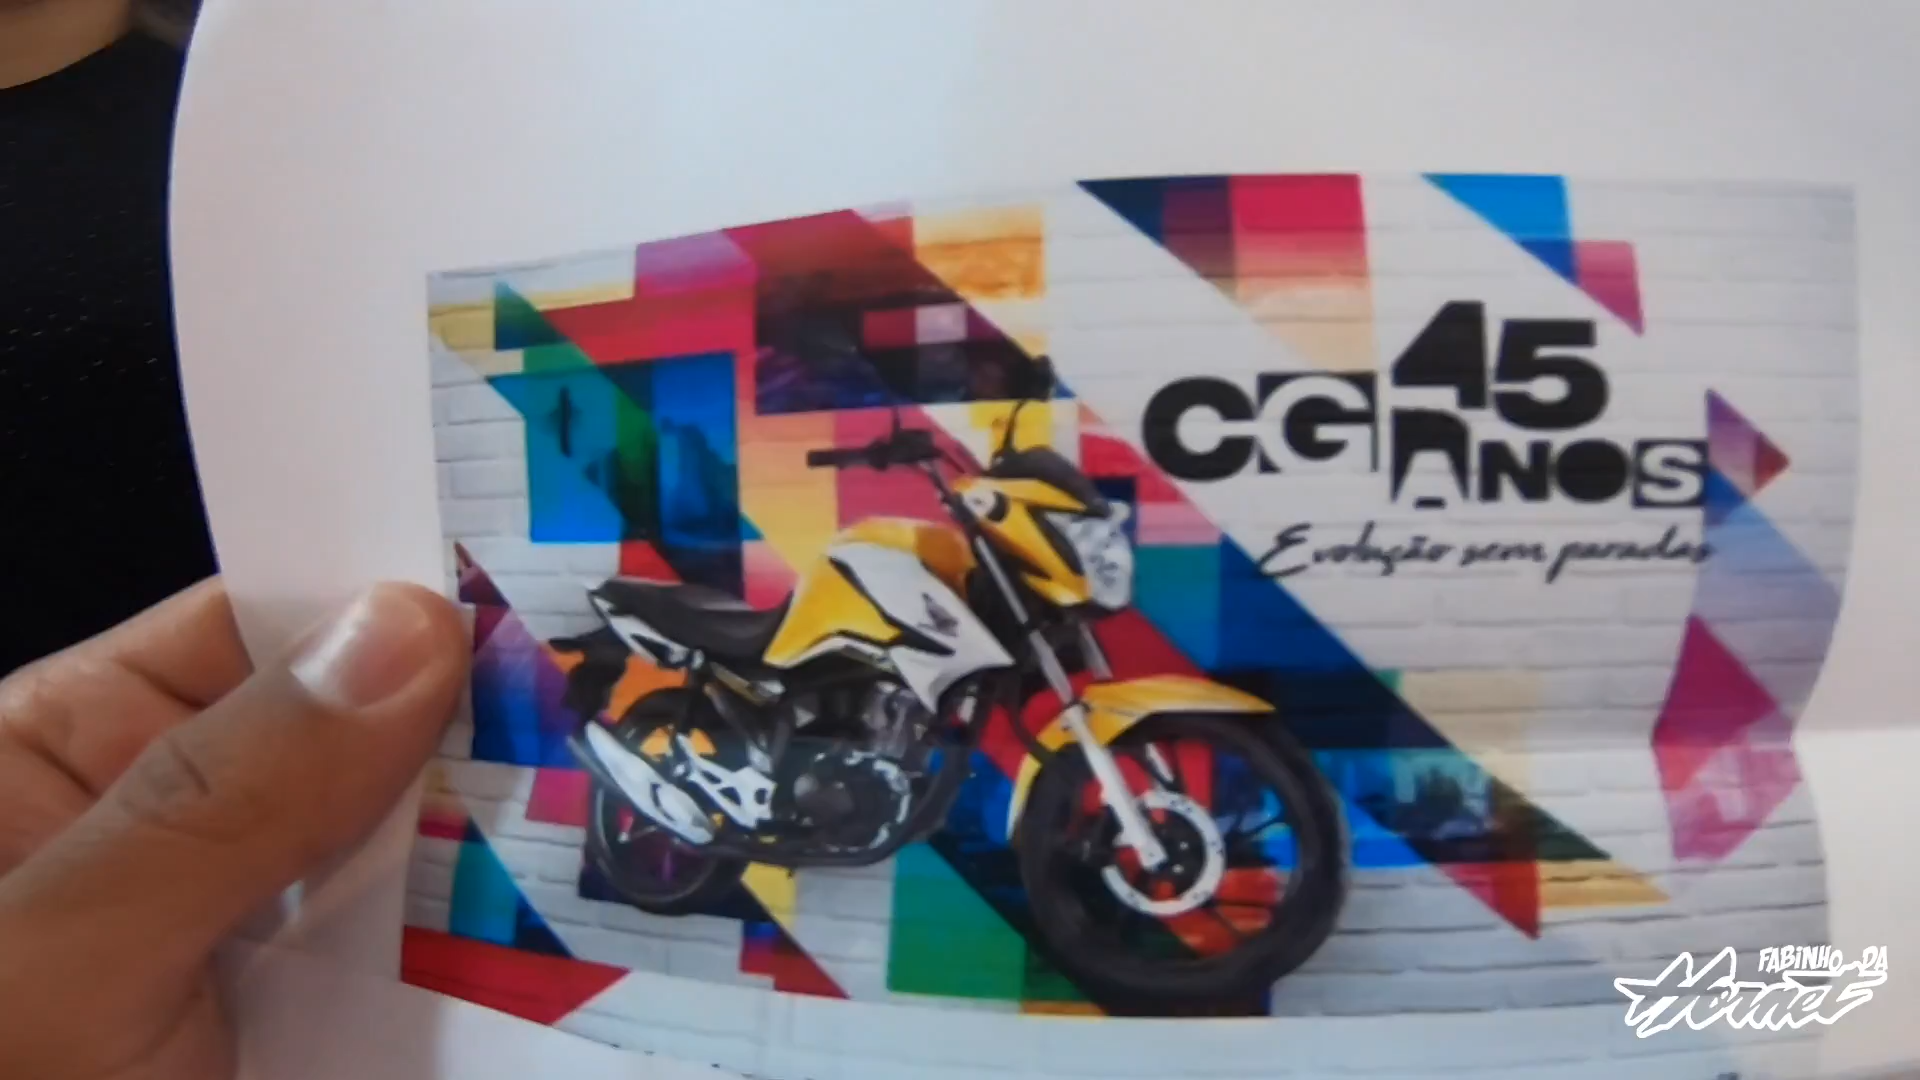 45
CG ANOS
Evolução sem paradas
FABINHO DA
Hornet